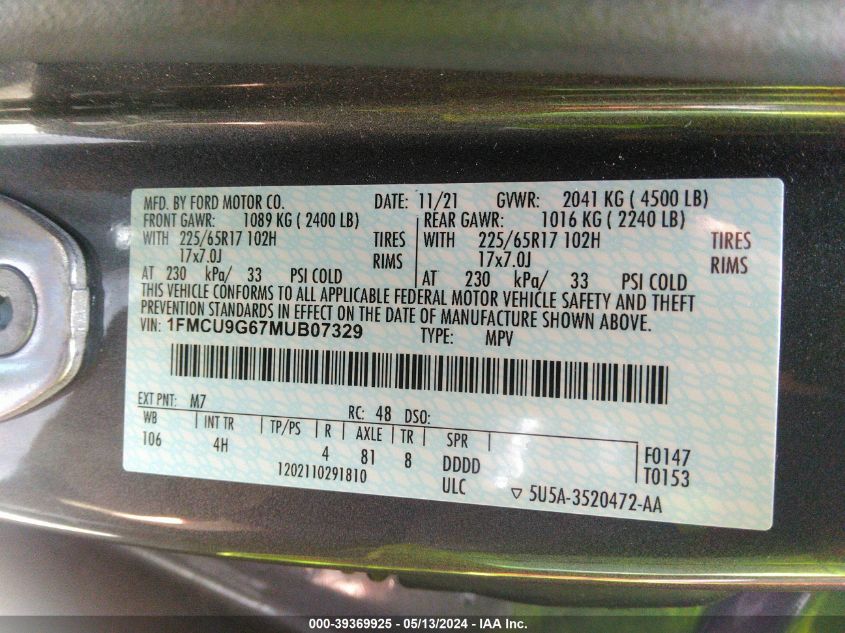 MFD. BY FORD MOTOR CO. DATE: 11/21 GVWR: 2041 KG ( 4500 LB)
FRONT GAWR: 1089 KG ( 2400 LB) REAR GAWR: 1016 KG ( 2240 LB)
WITH 225/65R17 102H TIRES WITH 225/65R17 102H TIRES
17x7.0J RIMS 17x7.0J RIMS
AT 230 kPa/ 33 PSI COLD AT 230 kPa/ 33 PSI COLD
THIS VEHICLE CONFORMS TO ALL APPLICABLE FEDERAL MOTOR VEHICLE SAFETY AND THEFT
PREVENTION STANDARDS IN EFFECT ON THE DATE OF MANUFACTURE SHOWN ABOVE.
VIN: 1FMCU9G67MUB07329 TYPE: MPV
EXT PNT: M7 RC: 48 DSO:
WB INT TR TP/PS R AXLE TR SPR F0147
106 4H 4 81 8 DDDD T0153
1202110291810 ULC ▽ 5U5A-3520472-AA
000-39369925 - 05/13/2024 - IAA Inc.